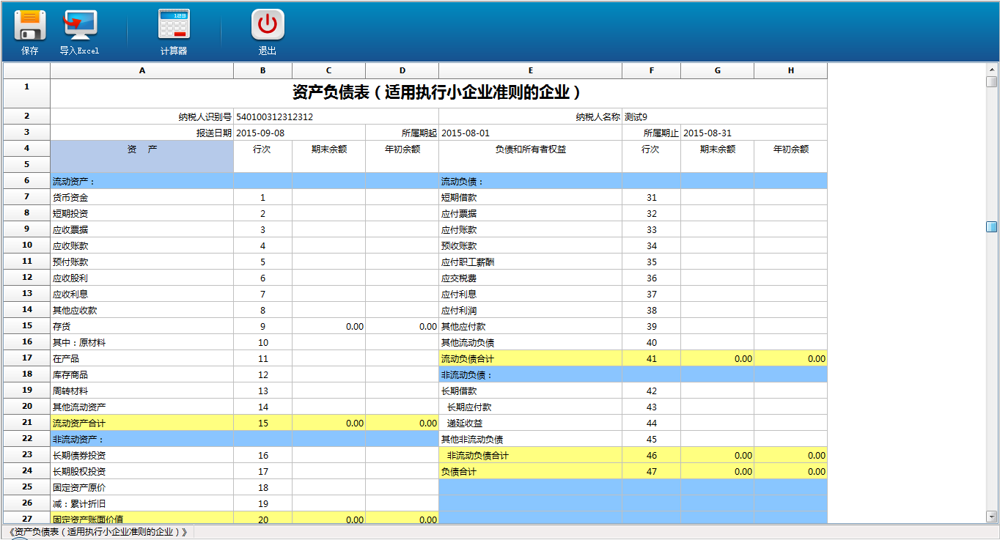 123
保存 导入Excel 计算器 退出
A B C D E F G H
1 资产负债表（适用执行小企业准则的企业）
2 纳税人识别号 540100312312312 纳税人名称 测试9
3 报送日期 2015-09-08 所属期起 2015-08-01 所属期止 2015-08-31
4 资 产 行次 期末余额 年初余额 负债和所有者权益 行次 期末余额 年初余额
5
6 流动资产： 流动负债：
7 货币资金 1 短期借款 31
8 短期投资 2 应付票据 32
9 应收票据 3 应付账款 33
10 应收账款 4 预收账款 34
11 预付账款 5 应付职工薪酬 35
12 应收股利 6 应交税费 36
13 应收利息 7 应付利息 37
14 其他应收款 8 应付利润 38
15 存货 9 0.00 0.00 其他应付款 39
16 其中：原材料 10 其他流动负债 40
17 在产品 11 流动负债合计 41 0.00 0.00
18 库存商品 12 非流动负债：
19 周转材料 13 长期借款 42
20 其他流动资产 14 长期应付款 43
21 流动资产合计 15 0.00 0.00 递延收益 44
22 非流动资产： 其他非流动负债 45
23 长期债券投资 16 非流动负债合计 46 0.00 0.00
24 长期股权投资 17 负债合计 47 0.00 0.00
25 固定资产原价 18
26 减：累计折旧 19
27 固定资产账面价值 20 0.00 0.00
《资产负债表（适用执行小企业准则的企业）》